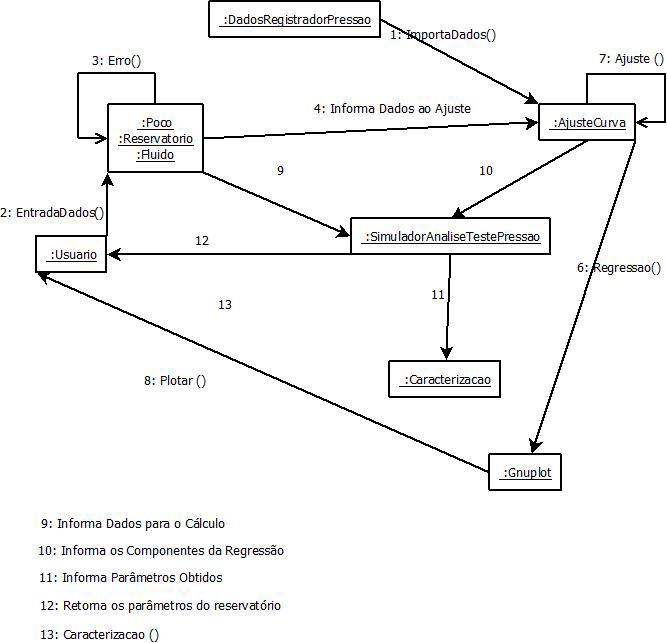 :DadosRegistradorPressao
1: ImportaDados()
3: Erro()
7: Ajuste ()
:Poco
:Reservatorio
:Fluido
4: Informa Dados ao Ajuste
:AjusteCurva
9
10
2: EntradaDados()
:SimuladorAnaliseTestePressao
:Usuario
12
6: Regressao()
11
13
8: Plotar ()
:Caracterizacao
:Gnuplot
9: Informa Dados para o Cálculo
10: Informa os Componentes da Regressão
11: Informa Parâmetros Obtidos
12: Retorna os parâmetros do reservatório
13: Caracterizacao ()